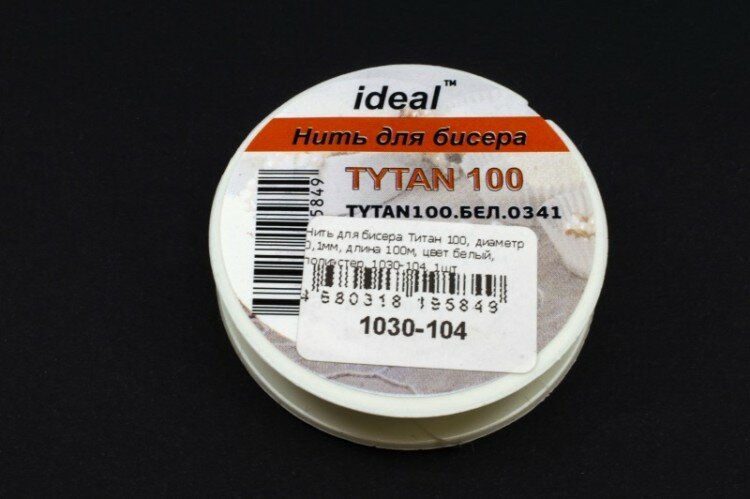 ideal™
Нить для бисера
TYTAN 100
TYTAN100.БЕЛ.0341
5849
Нить для бисера Титан 100, диаметр
0,1мм, длина 100м, цвет белый,
полиэстер, 1030-104, 1шт
4 680318 195849
1030-104